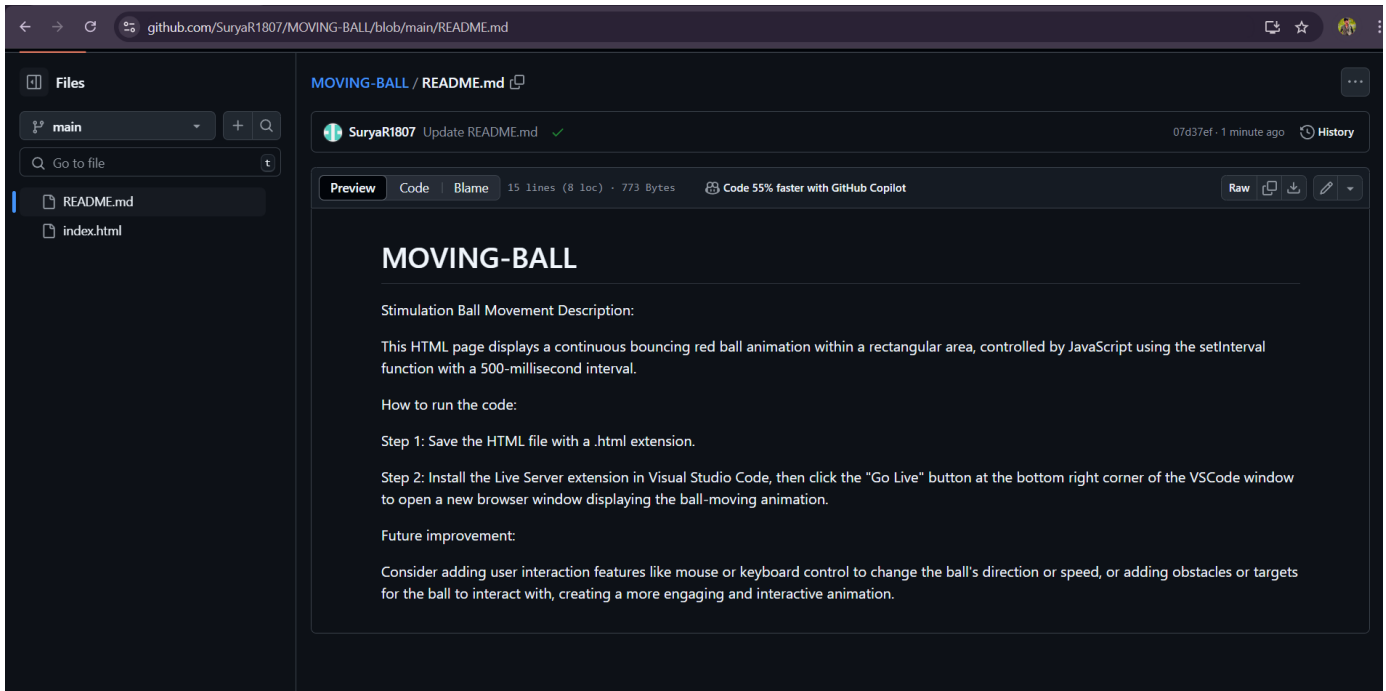 github.com/SuryaR1807/MOVING-BALL/blob/main/README.md
Files
main
Go to file
t
README.md
index.html
MOVING-BALL / README.md
SuryaR1807 Update README.md
07d37ef · 1 minute ago
History
Preview
Code
Blame
15 lines (8 loc) · 773 Bytes
Code 55% faster with GitHub Copilot
Raw
MOVING-BALL
Stimulation Ball Movement Description:
This HTML page displays a continuous bouncing red ball animation within a rectangular area, controlled by JavaScript using the setInterval
function with a 500-millisecond interval.
How to run the code:
Step 1: Save the HTML file with a .html extension.
Step 2: Install the Live Server extension in Visual Studio Code, then click the "Go Live" button at the bottom right corner of the VSCode window
to open a new browser window displaying the ball-moving animation.
Future improvement:
Consider adding user interaction features like mouse or keyboard control to change the ball's direction or speed, or adding obstacles or targets
for the ball to interact with, creating a more engaging and interactive animation.